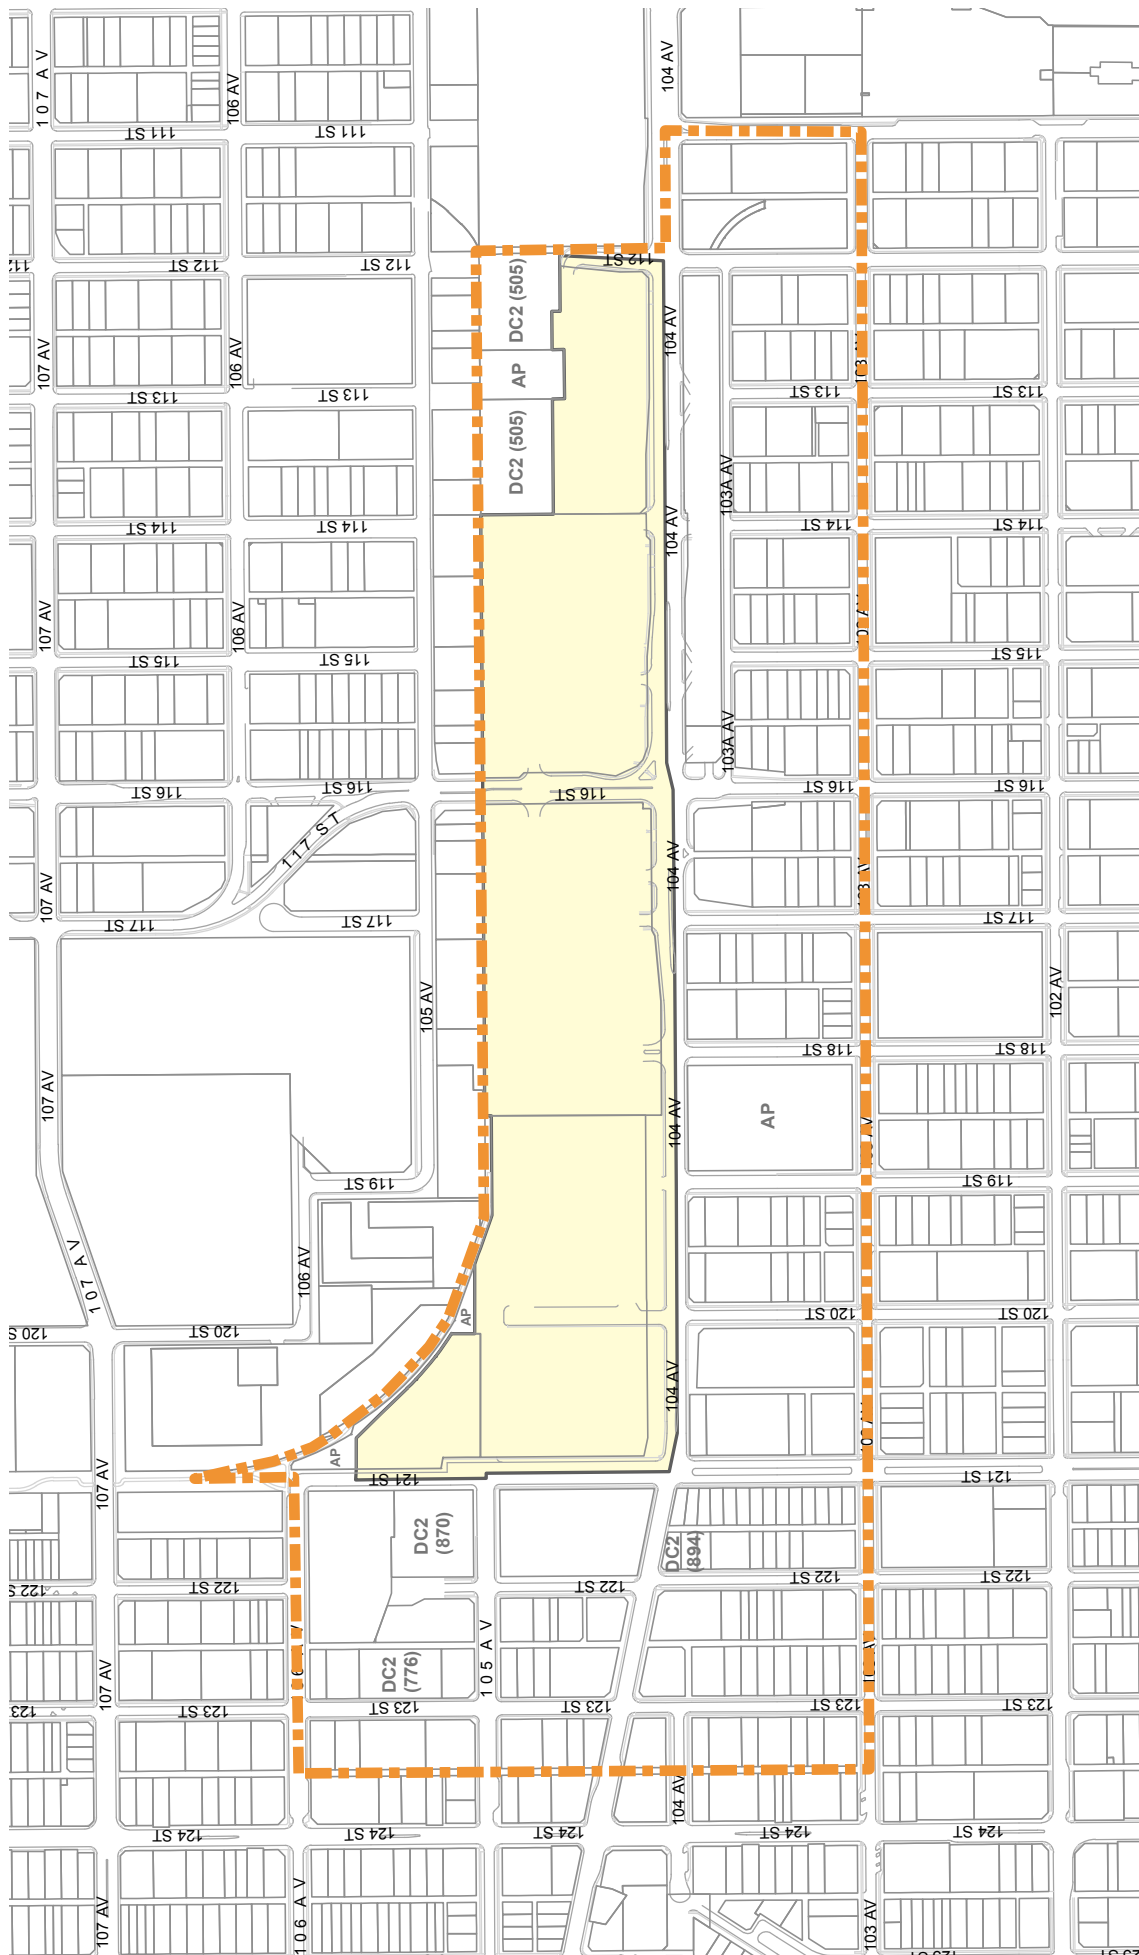 107 AV
106 AV
104 AV
111 ST
111 ST
112 ST
112 ST
112 ST
DC2 (505)
104 AV
107 AV
106 AV
AP
113 ST
113 ST
113 ST
113 ST
DC2 (505)
103A AV
114 ST
114 ST
104 AV
114 ST
114 ST
107 AV
106 AV
115 ST
115 ST
115 ST
103A AV
116 ST
116 ST
116 ST
116 ST
116 ST
117 ST
107 AV
104 AV
117 ST
117 ST
117 ST
105 AV
102 AV
118 ST
118 ST
107 AV
104 AV
AP
119 ST
119 ST
107 AV
106 AV
120 ST
120 ST
AP
120 ST
120 ST
104 AV
AP
107 AV
121 ST
121 ST
DC2
(870)
DC2
(894)
122 ST
122 ST
122 ST
122 ST
105 AV
107 AV
DC2
(776)
123 ST
123 ST
123 ST
123 ST
123 ST
104 AV
124 ST
124 ST
124 ST
124 ST
124 ST
107 AV
106 AV
103 AV